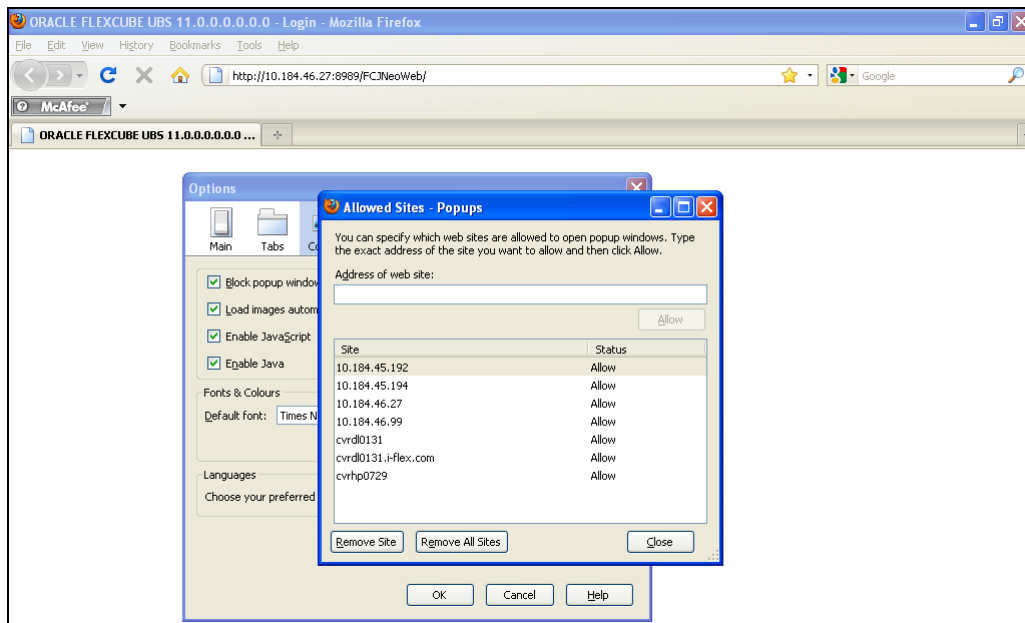 ORACLE FLEXCUBE UBS 11.0.0.0.0.0.0 - Login - Mozilla Firefox
File Edit View History Bookmarks Tools Help
http://10.184.46.27:8989/FCJNeoWeb/
Google
McAfee
ORACLE FLEXCUBE UBS 11.0.0.0.0.0.0 ...
Options
Main Tabs Co
Block popup window
Load images autom
Enable JavaScript
Enable Java
Fonts & Colours
Default font: Times N
Languages
Choose your preferred
OK Cancel Help
Allowed Sites - Popups
You can specify which web sites are allowed to open popup windows. Type
the exact address of the site you want to allow and then click Allow.
Address of web site:
Allow
Site Status
10.184.45.192 Allow
10.184.45.194 Allow
10.184.46.27 Allow
10.184.46.99 Allow
cvrdl0131 Allow
cvrdl0131.i-flex.com Allow
cvrhp0729 Allow
Remove Site Remove All Sites Close